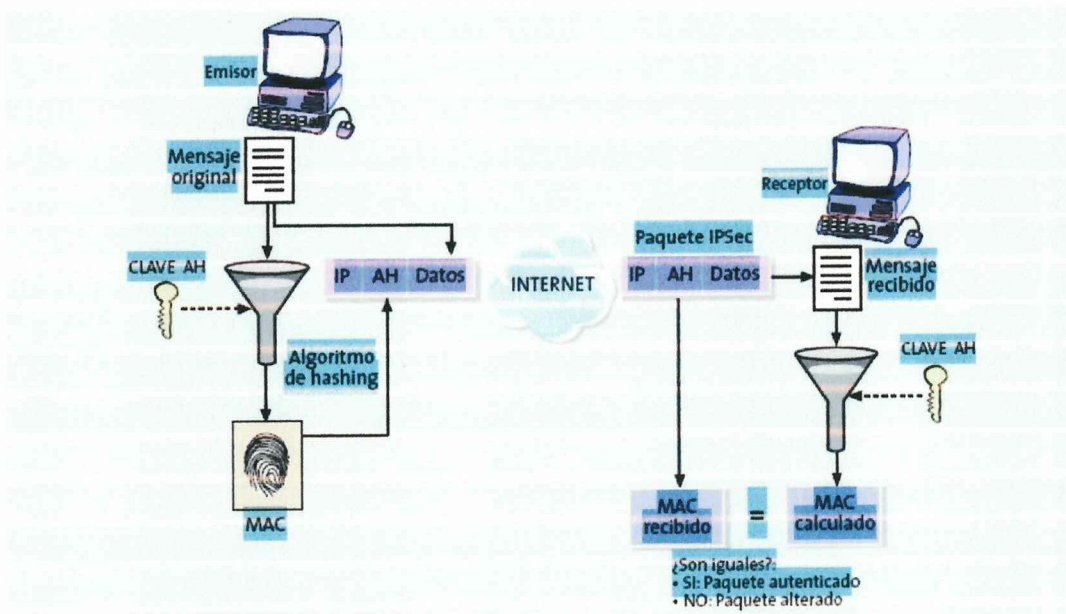 Emisor
Mensaje
original
CLAVE AH
IP AH Datos
Algoritmo
de hashing
MAC
INTERNET
Receptor
Paquete IPSec
IP AH Datos
Mensaje
recibido
CLAVE AH
MAC
recibido
=
MAC
calculado
¿Son iguales?:
• SI: Paquete autenticado
• NO: Paquete alterado